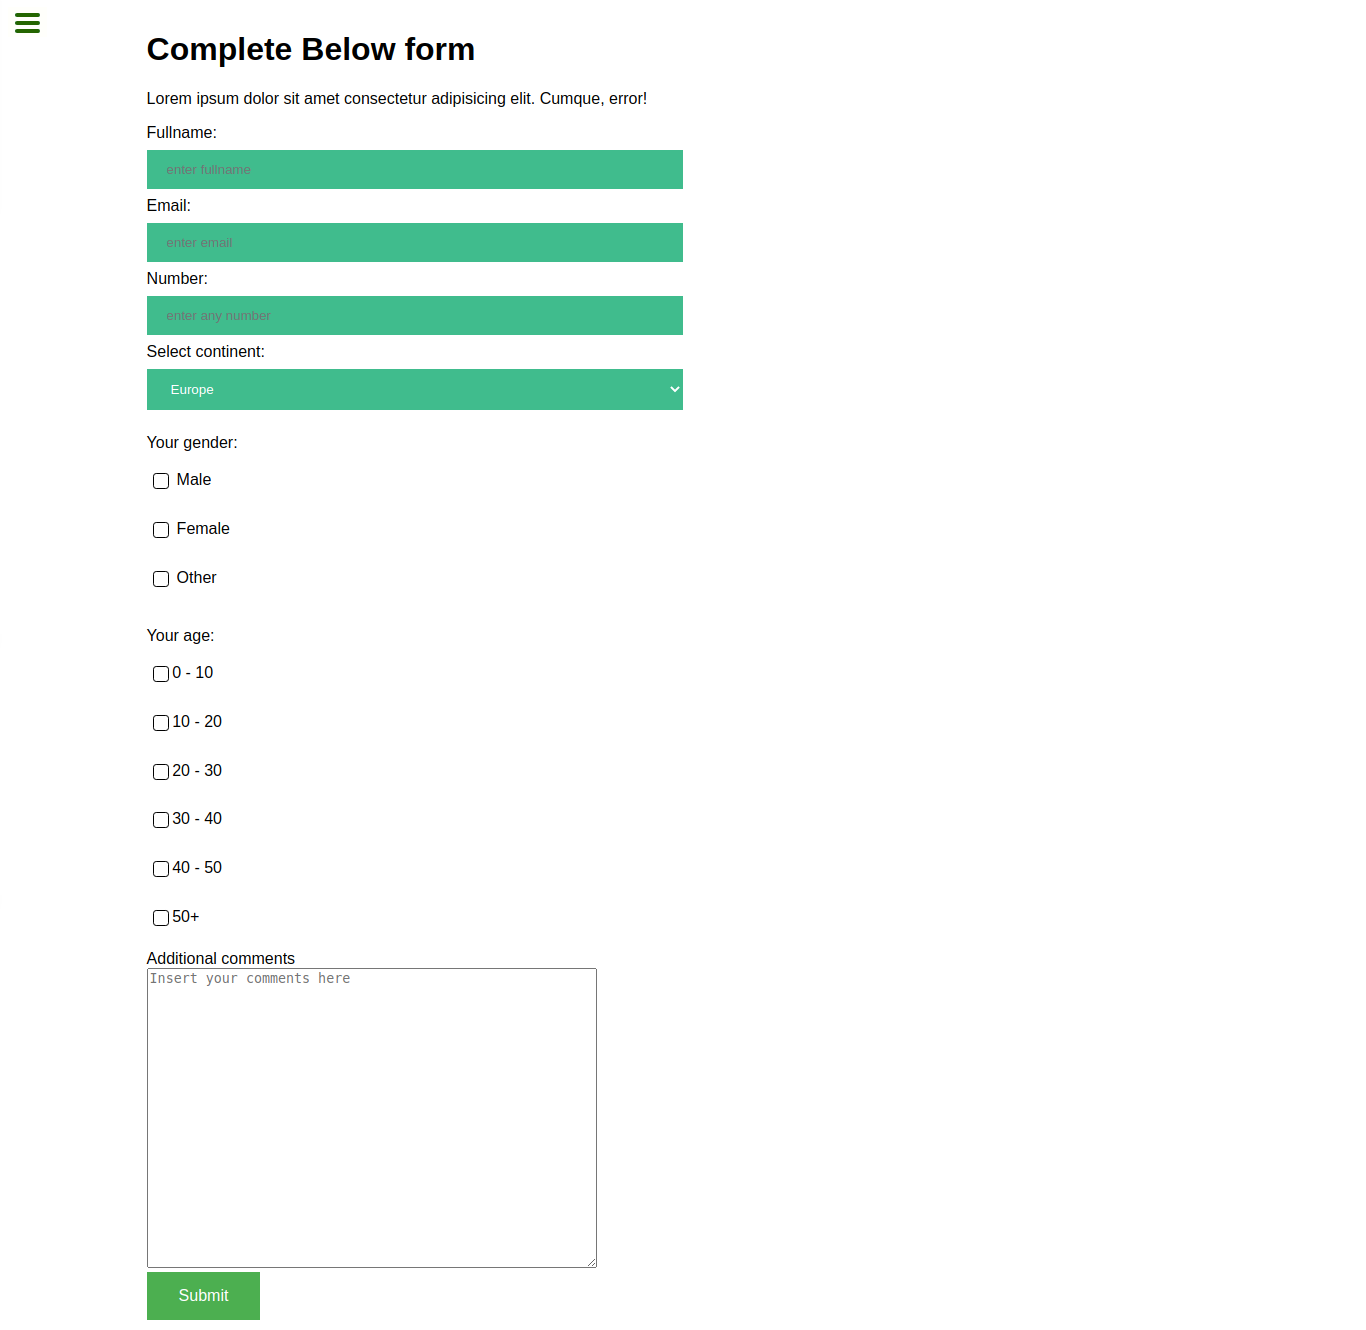 Complete Below form
Lorem ipsum dolor sit amet consectetur adipisicing elit. Cumque, error!
Fullname:
enter fullname
Email:
enter email
Number:
enter any number
Select continent:
Europe
Your gender:
Male
Female
Other
Your age:
0 - 10
10 - 20
20 - 30
30 - 40
40 - 50
50+
Additional comments
Insert your comments here
Submit